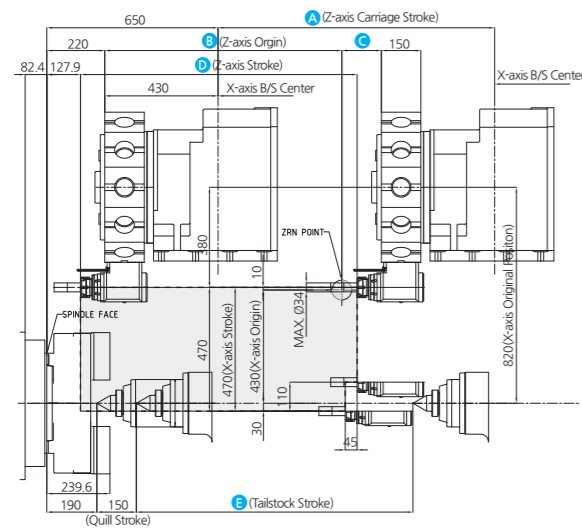 650
A (Z-axis Carriage Stroke)
220
B (Z-axis Orgin)
C
150
82.4
127.9
D (Z-axis Stroke)
430
X-axis B/S Center
X-axis B/S Center
380
ZRN POINT
10
MAX. Ø34
820(X-axis Original Positon)
SPINDLE FACE
470
470(X-axis Stroke)
430(X-axis Origin)
110
30
45
239.6
190
150
E (Tailstock Stroke)
(Quill Stroke)